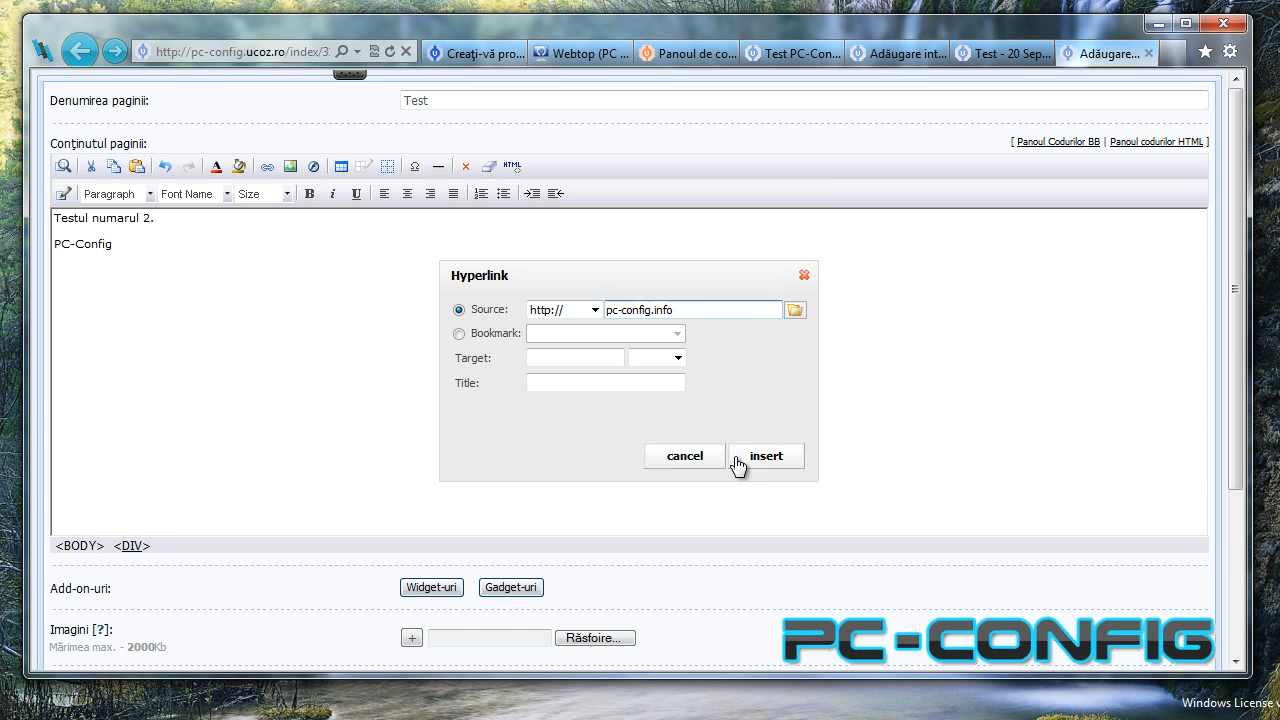 http://pc-config.ucoz.ro/index/3
Creaţi-vă pro...
Webtop (PC ...
Panoul de co...
Test PC-Con...
Adăugare int...
Test - 20 Sep...
Adăugare...
Denumirea paginii:
Test
Conţinutul paginii:
[ Panoul Codurilor BB | Panoul codurilor HTML ]
HTML
Paragraph Font Name Size B i U
Testul numarul 2.
PC-Config
Hyperlink
Source: http:// pc-config.info
Bookmark:
Target:
Title:
cancel insert
<BODY> <DIV>
Add-on-uri: Widget-uri Gadget-uri
Imagini [?]:
+ Răsfoire...
Mărimea max. - 2000Kb
PC-CONFIG
Windows License